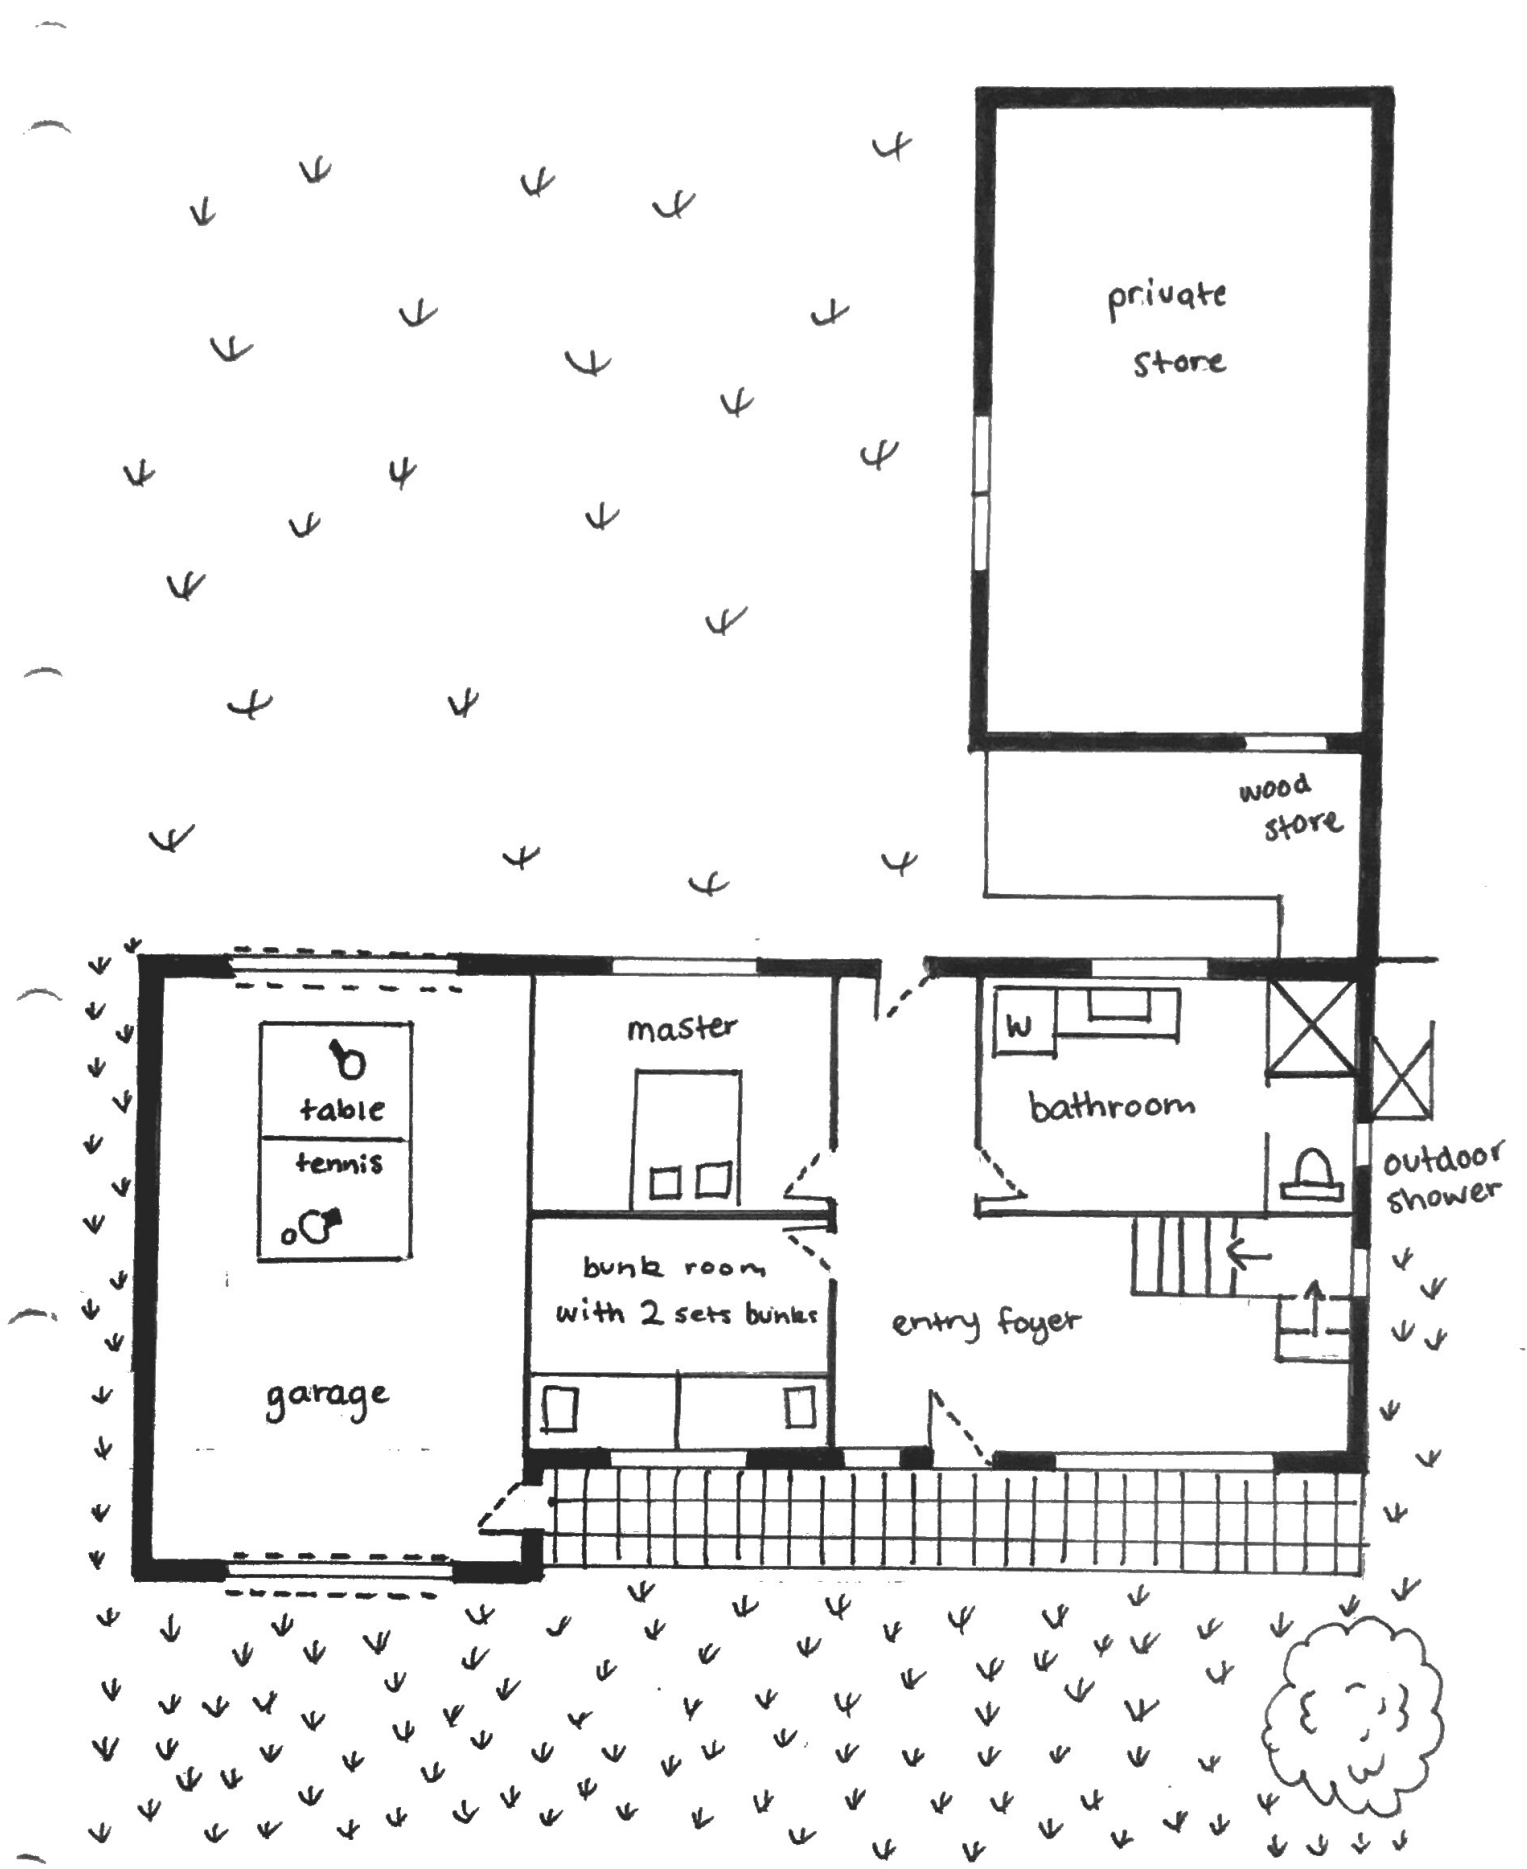 private
store
wood
store
master
W
bathroom
table
tennis
outdoor
shower
bunk room
with 2 sets bunks
entry foyer
garage